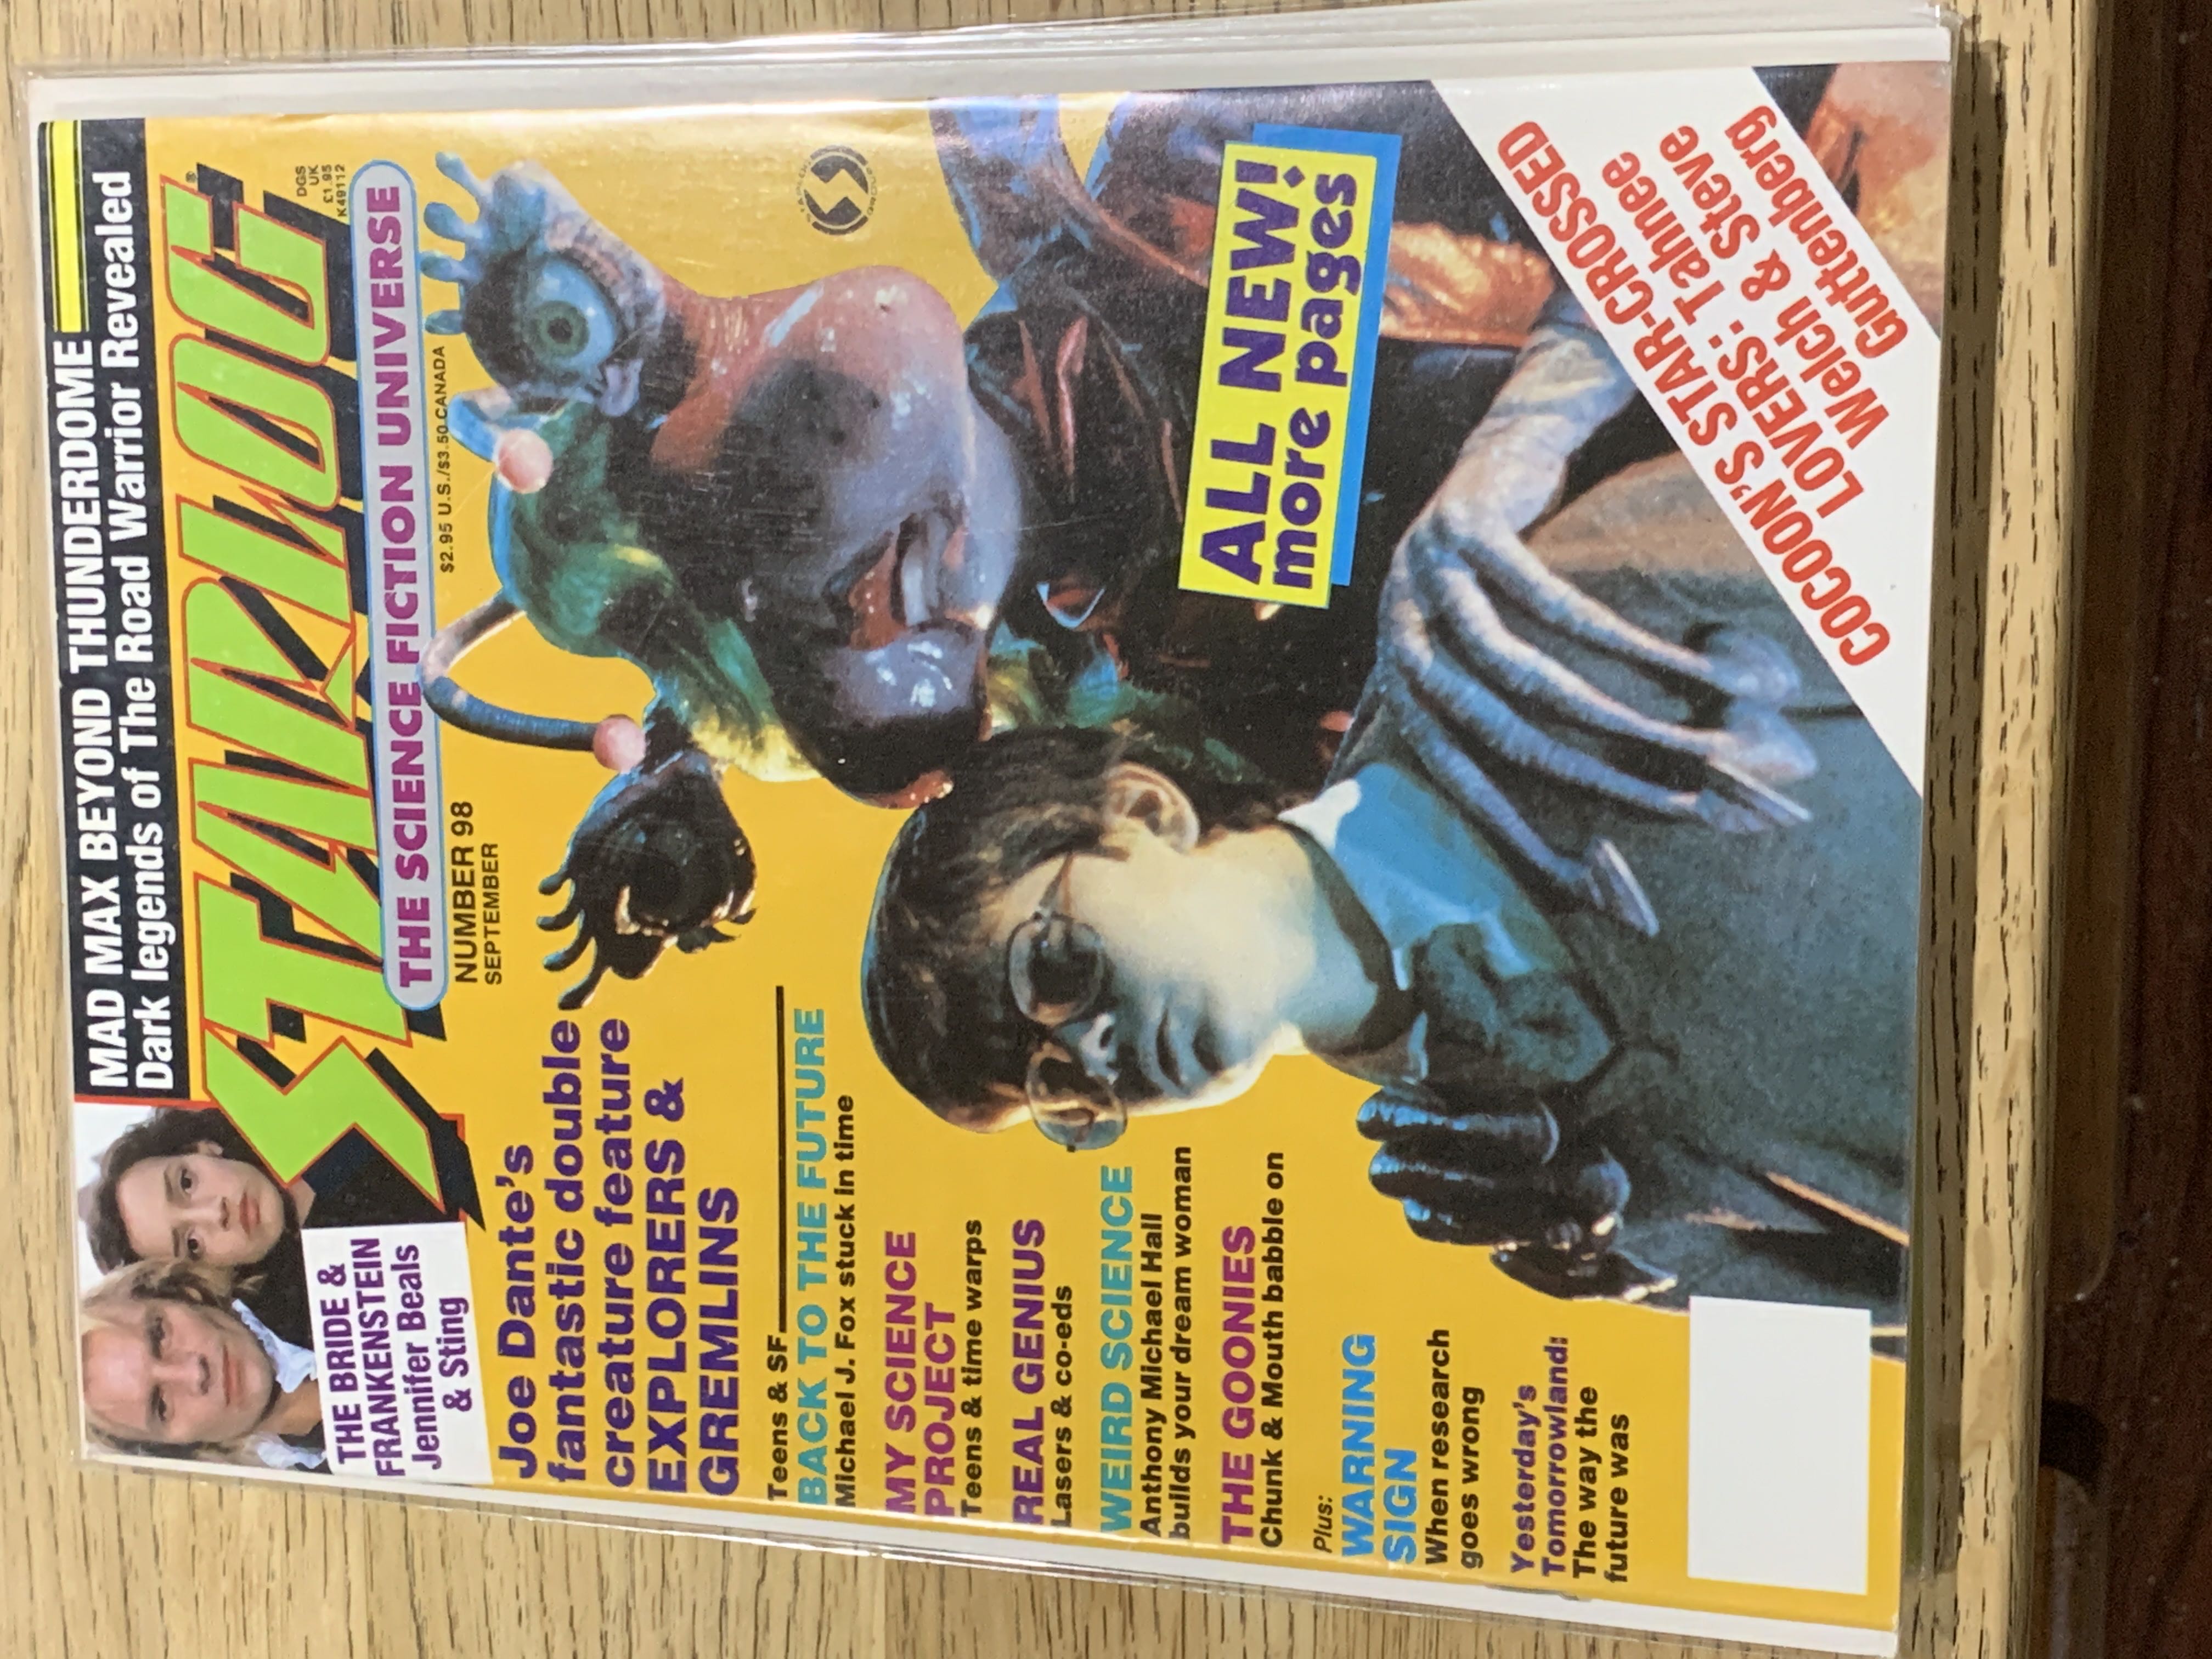 MAD MAX BEYOND THUNDERDOME
Dark legends of The Road Warrior Revealed
STARLOG®
THE SCIENCE FICTION UNIVERSE
DGS
UK
£1.95
K49112
$2.95 U.S./$3.50 CANADA
NUMBER 98
SEPTEMBER
THE BRIDE &
FRANKENSTEIN
Jennifer Beals
& Sting
Joe Dante's
fantastic double
creature feature
EXPLORERS &
GREMLINS
Teens & SF
BACK TO THE FUTURE
Michael J. Fox stuck in time
MY SCIENCE
PROJECT
Teens & time warps
REAL GENIUS
Lasers & co-eds
WEIRD SCIENCE
Anthony Michael Hall
builds your dream woman
THE GOONIES
Chunk & Mouth babble on
Plus:
WARNING
SIGN
When research
goes wrong
Yesterday's
Tomorrowland:
The way the
future was
ALL NEW!
more pages
COCOON'S STAR-CROSSED
LOVERS: Tahnee
Welch & Steve
Guttenberg